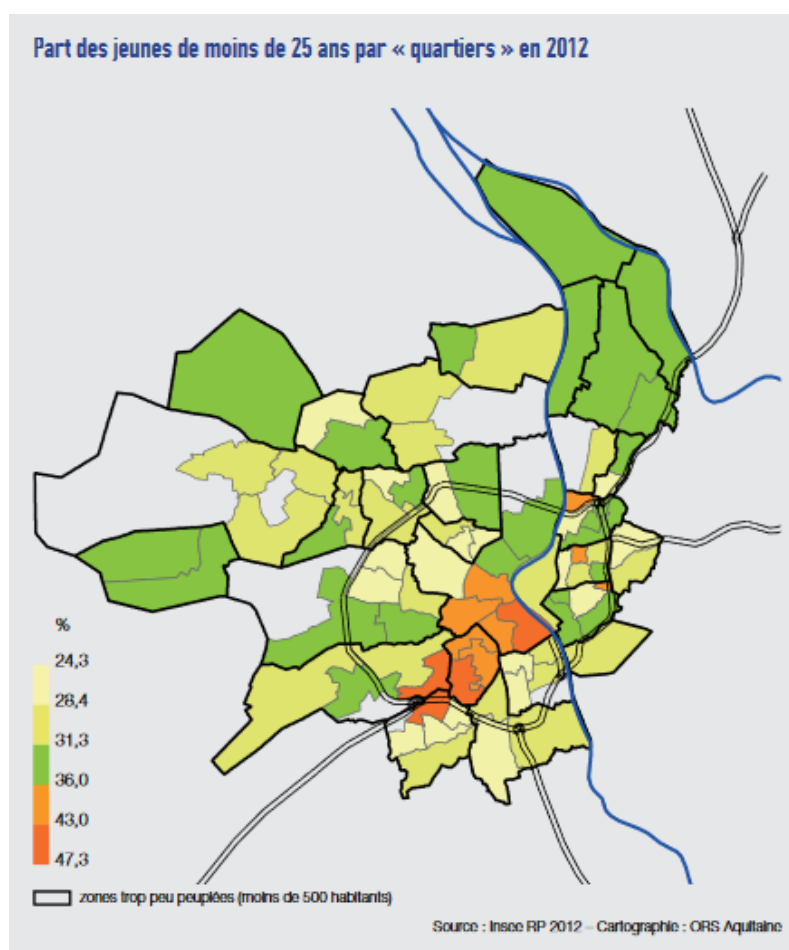 Part des jeunes de moins de 25 ans par « quartiers » en 2012
%
24,3
28,4
31,3
36,0
43,0
47,3
zones trop peu peuplées (moins de 500 habitants)
Source : Insee RP 2012 – Cartographie : ORS Aquitaine